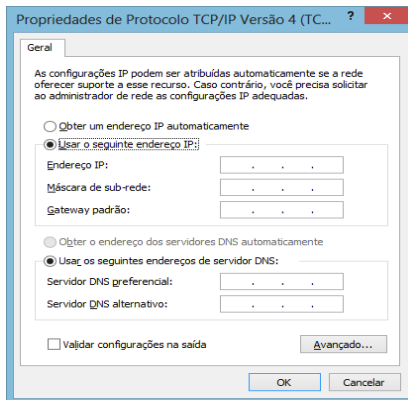 Propriedades de Protocolo TCP/IP Versão 4 (TC... ? ×
Geral
As configurações IP podem ser atribuídas automaticamente se a rede
oferecer suporte a esse recurso. Caso contrário, você precisa solicitar
ao administrador de rede as configurações IP adequadas.
Obter um endereço IP automaticamente
Usar o seguinte endereço IP:
Endereço IP: . . .
Máscara de sub-rede: . . .
Gateway padrão: . . .
Obter o endereço dos servidores DNS automaticamente
Usar os seguintes endereços de servidor DNS:
Servidor DNS preferencial: . . .
Servidor DNS alternativo: . . .
Validar configurações na saída
Avançado...
OK
Cancelar